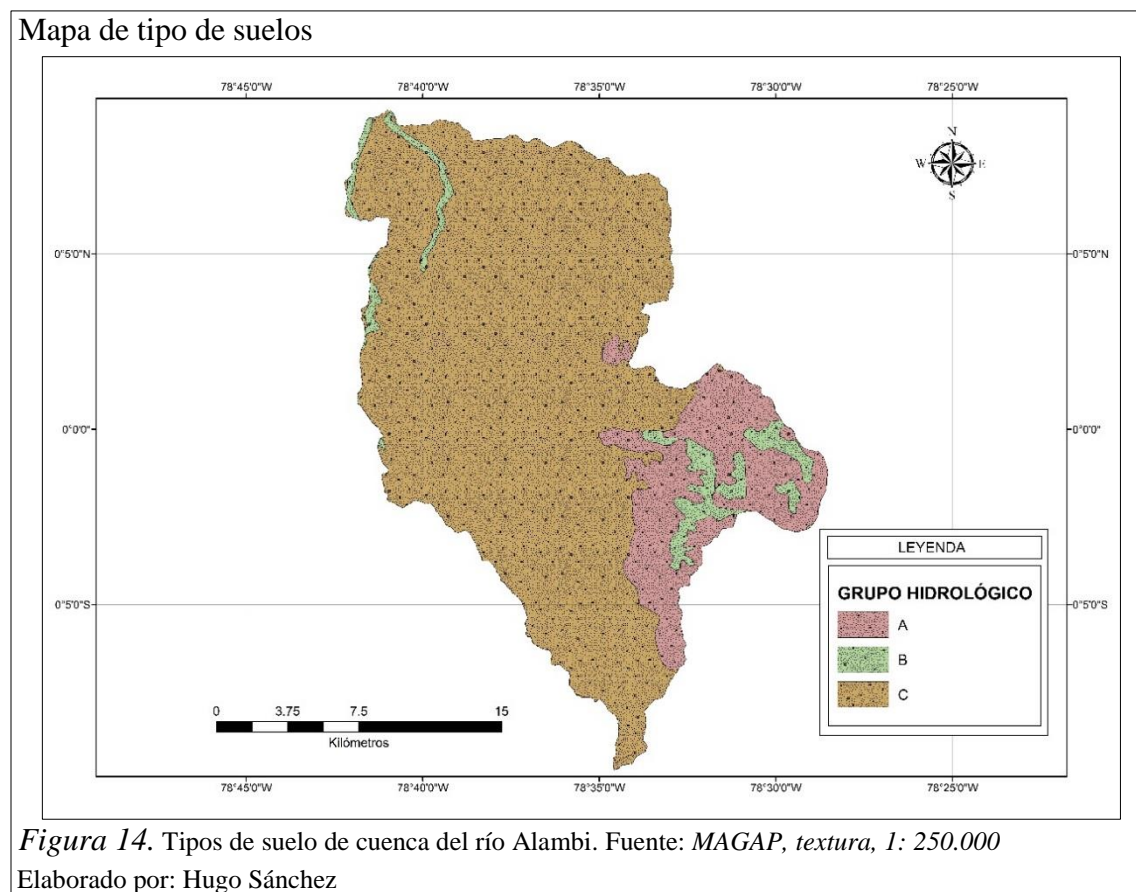 Mapa de tipo de suelos
78°45'0"W 78°40'0"W 78°35'0"W 78°30'0"W 78°25'0"W
N
W E
S
0°5'0"N 0°5'0"N
0°0'0" 0°0'0"
LEYENDA
GRUPO HIDROLÓGICO
A
B
C
0°5'0"S 0°5'0"S
0 3.75 7.5 15
Kilómetros
78°45'0"W 78°40'0"W 78°35'0"W 78°30'0"W 78°25'0"W
Figura 14. Tipos de suelo de cuenca del río Alambi. Fuente: MAGAP, textura, 1: 250.000
Elaborado por: Hugo Sánchez